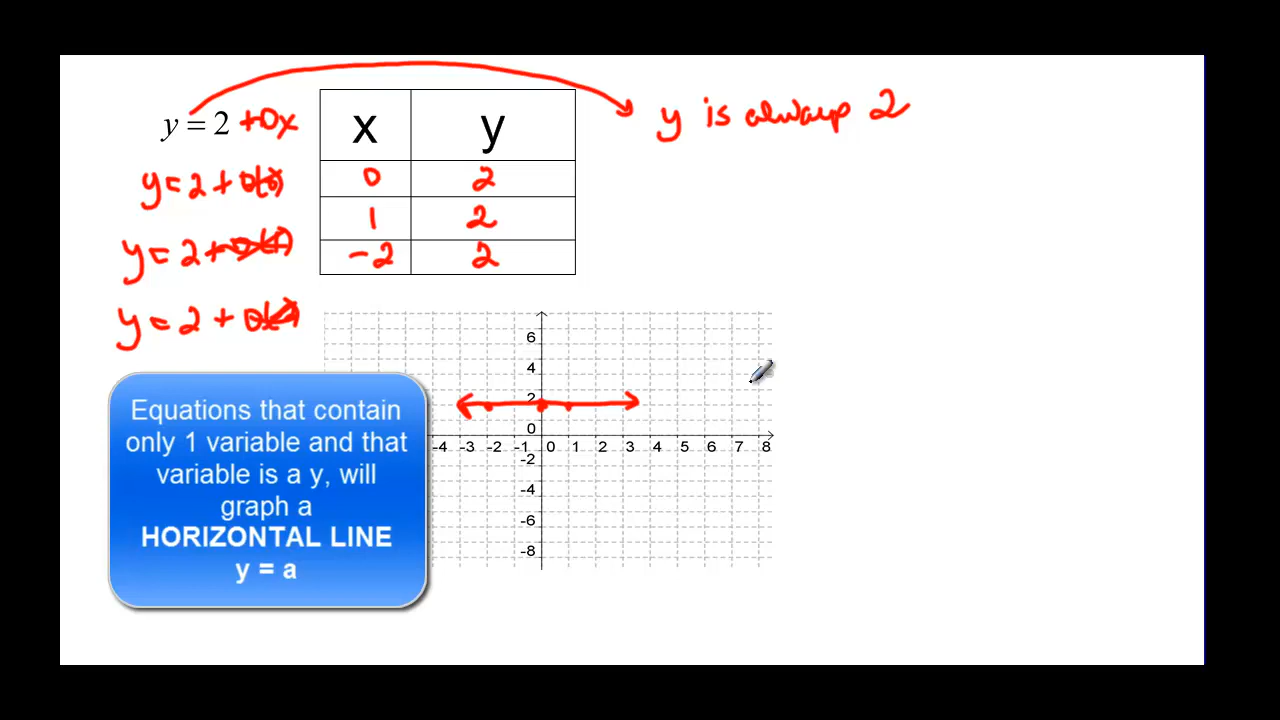 y = 2 +0x
y is always 2
x y
0 2
1 2
-2 2
y = 2 + 0(0)
y = 2 + 0(1)
y = 2 +
6
4
2
0
-4 -3 -2 -1 0 1 2 3 4 5 6 7 8
-2
-4
-6
-8
Equations that contain
only 1 variable and that
variable is a y, will
graph a
HORIZONTAL LINE
y = a